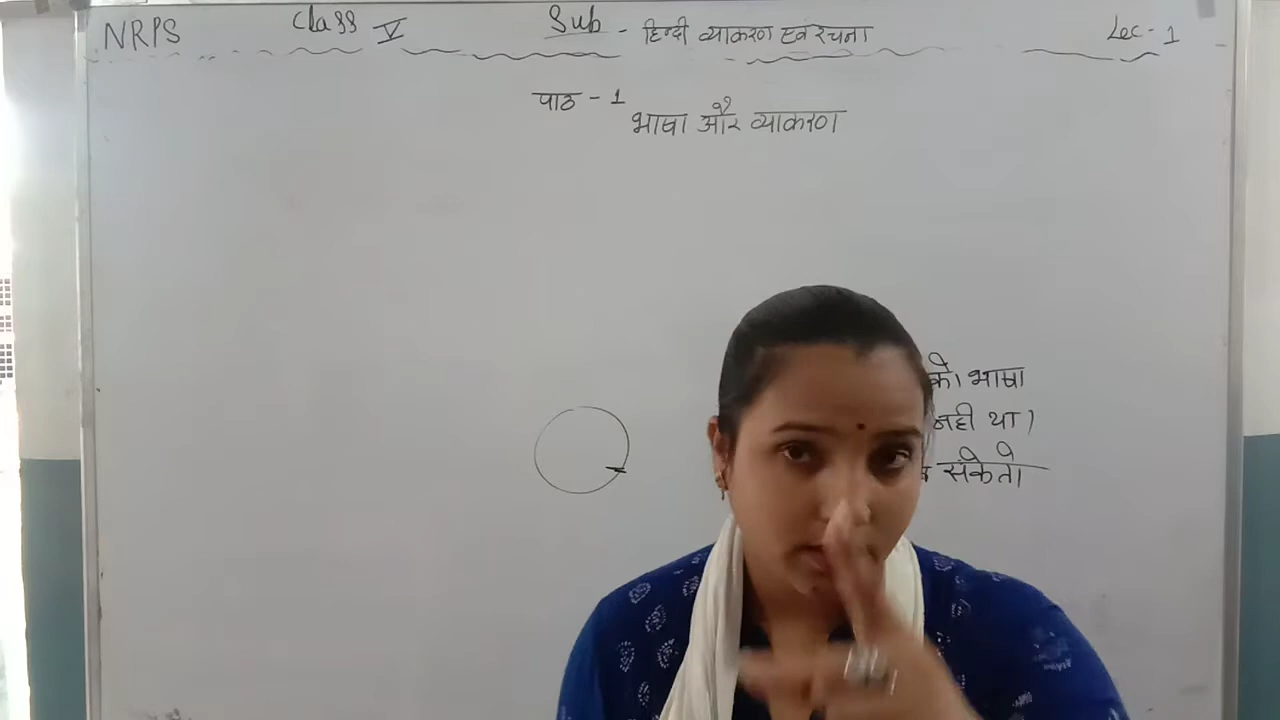 NRPS Class V Sub - हिन्दी व्याकरण एवं रचना Lec - 1
पाठ - 1
भाषा और व्याकरण
के। भाषा
नही था।
संकेतो